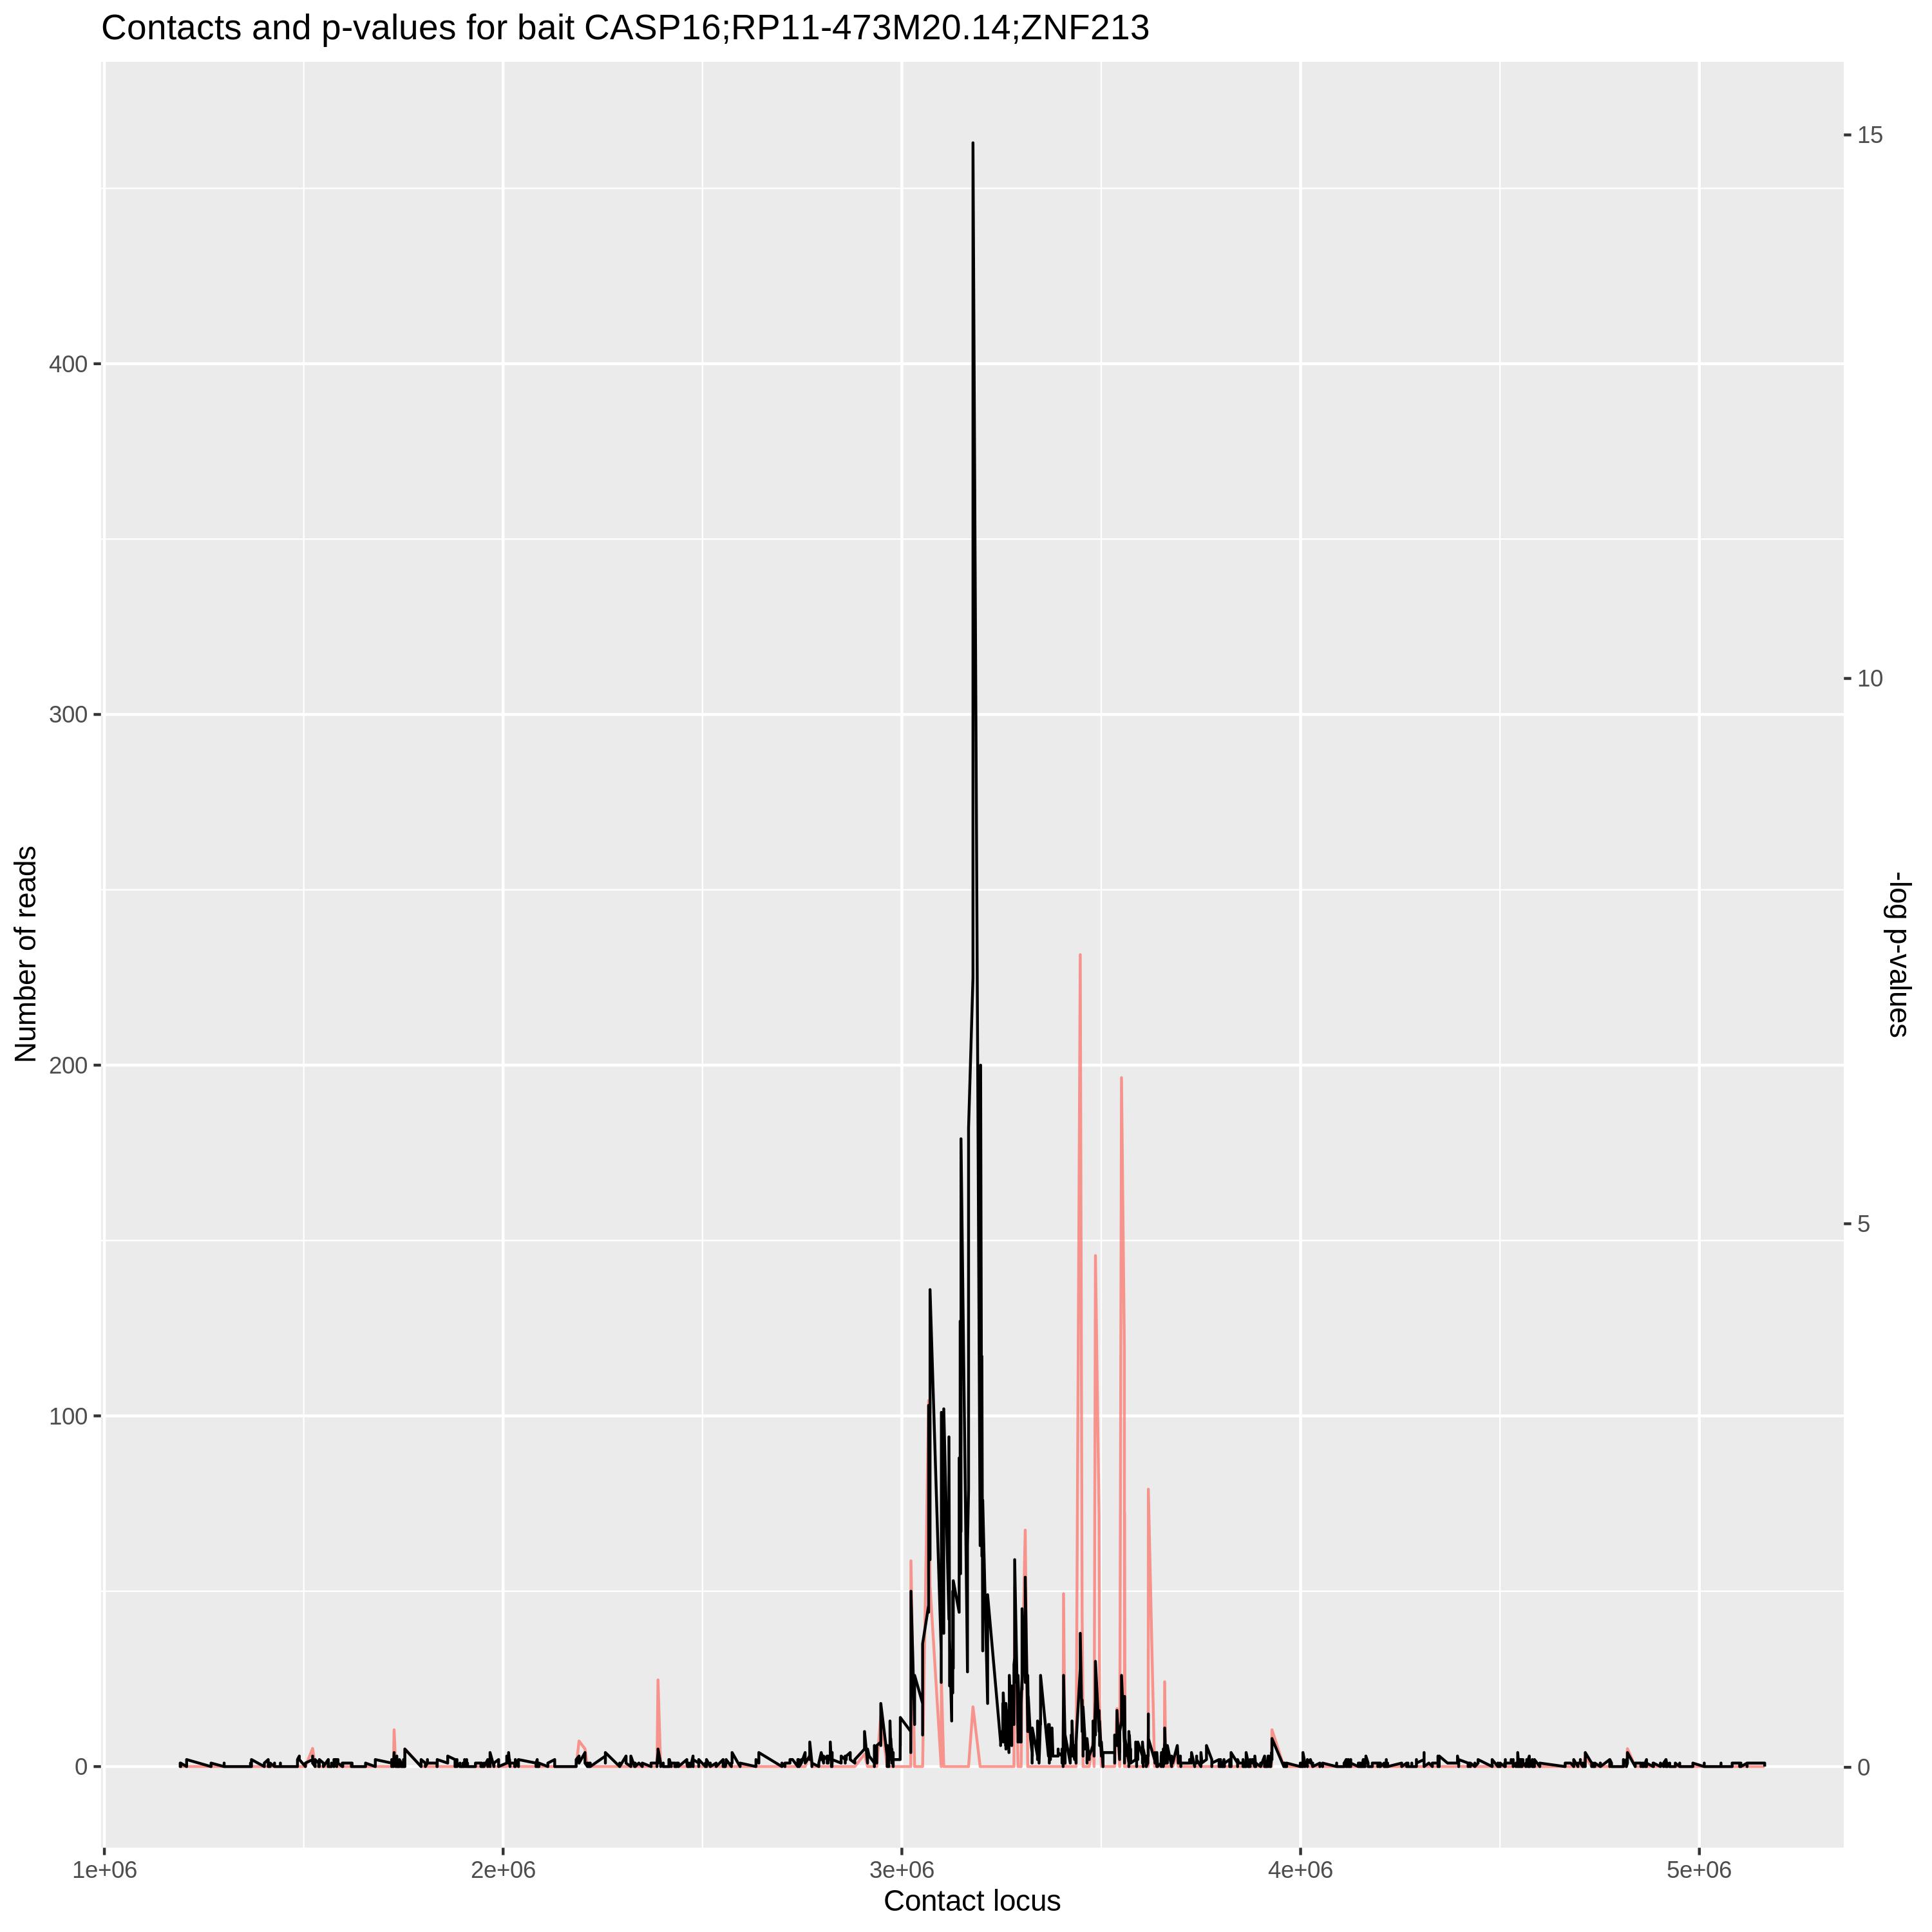 Contacts and p-values for bait CASP16;RP11-473M20.14;ZNF213
15
400
10
300
Number of reads
-log p-values
200
5
100
0
0
1e+06
2e+06
3e+06
4e+06
5e+06
Contact locus